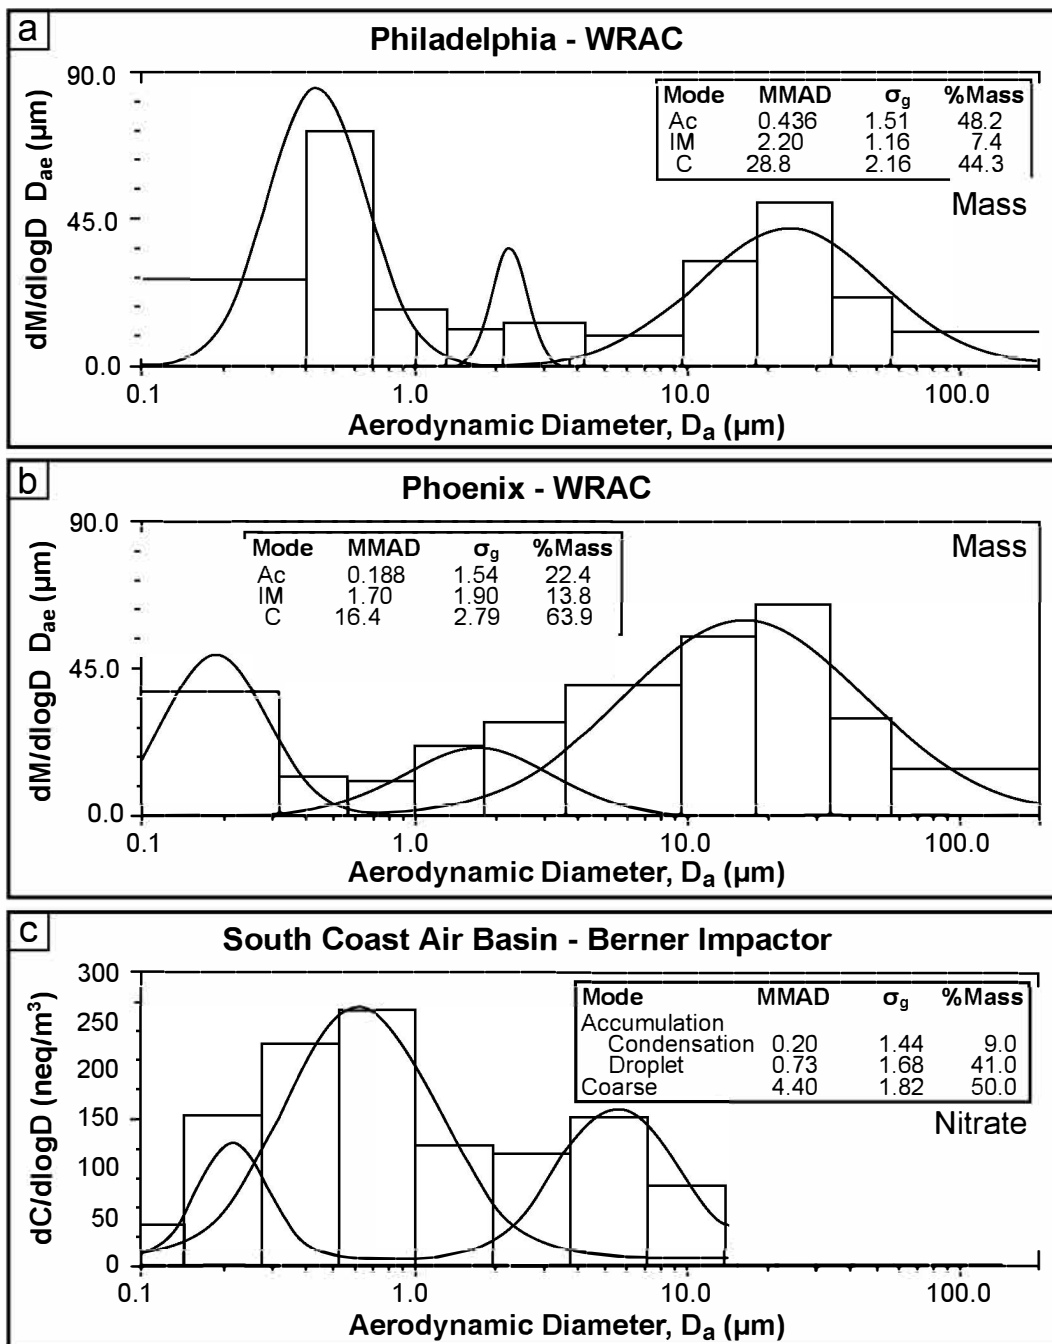 a
Philadelphia - WRAC
90.0
45.0
0.0
dM/dlogD Dae (μm)
Mode MMAD σg %Mass
Ac 0.436 1.51 48.2
IM 2.20 1.16 7.4
C 28.8 2.16 44.3
Mass
0.1 1.0 10.0 100.0
Aerodynamic Diameter, Da (μm)
b
Phoenix - WRAC
90.0
45.0
0.0
dM/dlogD Dae (μm)
Mode MMAD σg %Mass
Ac 0.188 1.54 22.4
IM 1.70 1.90 13.8
C 16.4 2.79 63.9
Mass
0.1 1.0 10.0 100.0
Aerodynamic Diameter, Da (μm)
c
South Coast Air Basin - Berner Impactor
300
250
200
150
100
50
0
dC/dlogD (neq/m³)
Mode MMAD σg %Mass
Accumulation
Condensation 0.20 1.44 9.0
Droplet 0.73 1.68 41.0
Coarse 4.40 1.82 50.0
Nitrate
0.1 1.0 10.0 100.0
Aerodynamic Diameter, Da (μm)